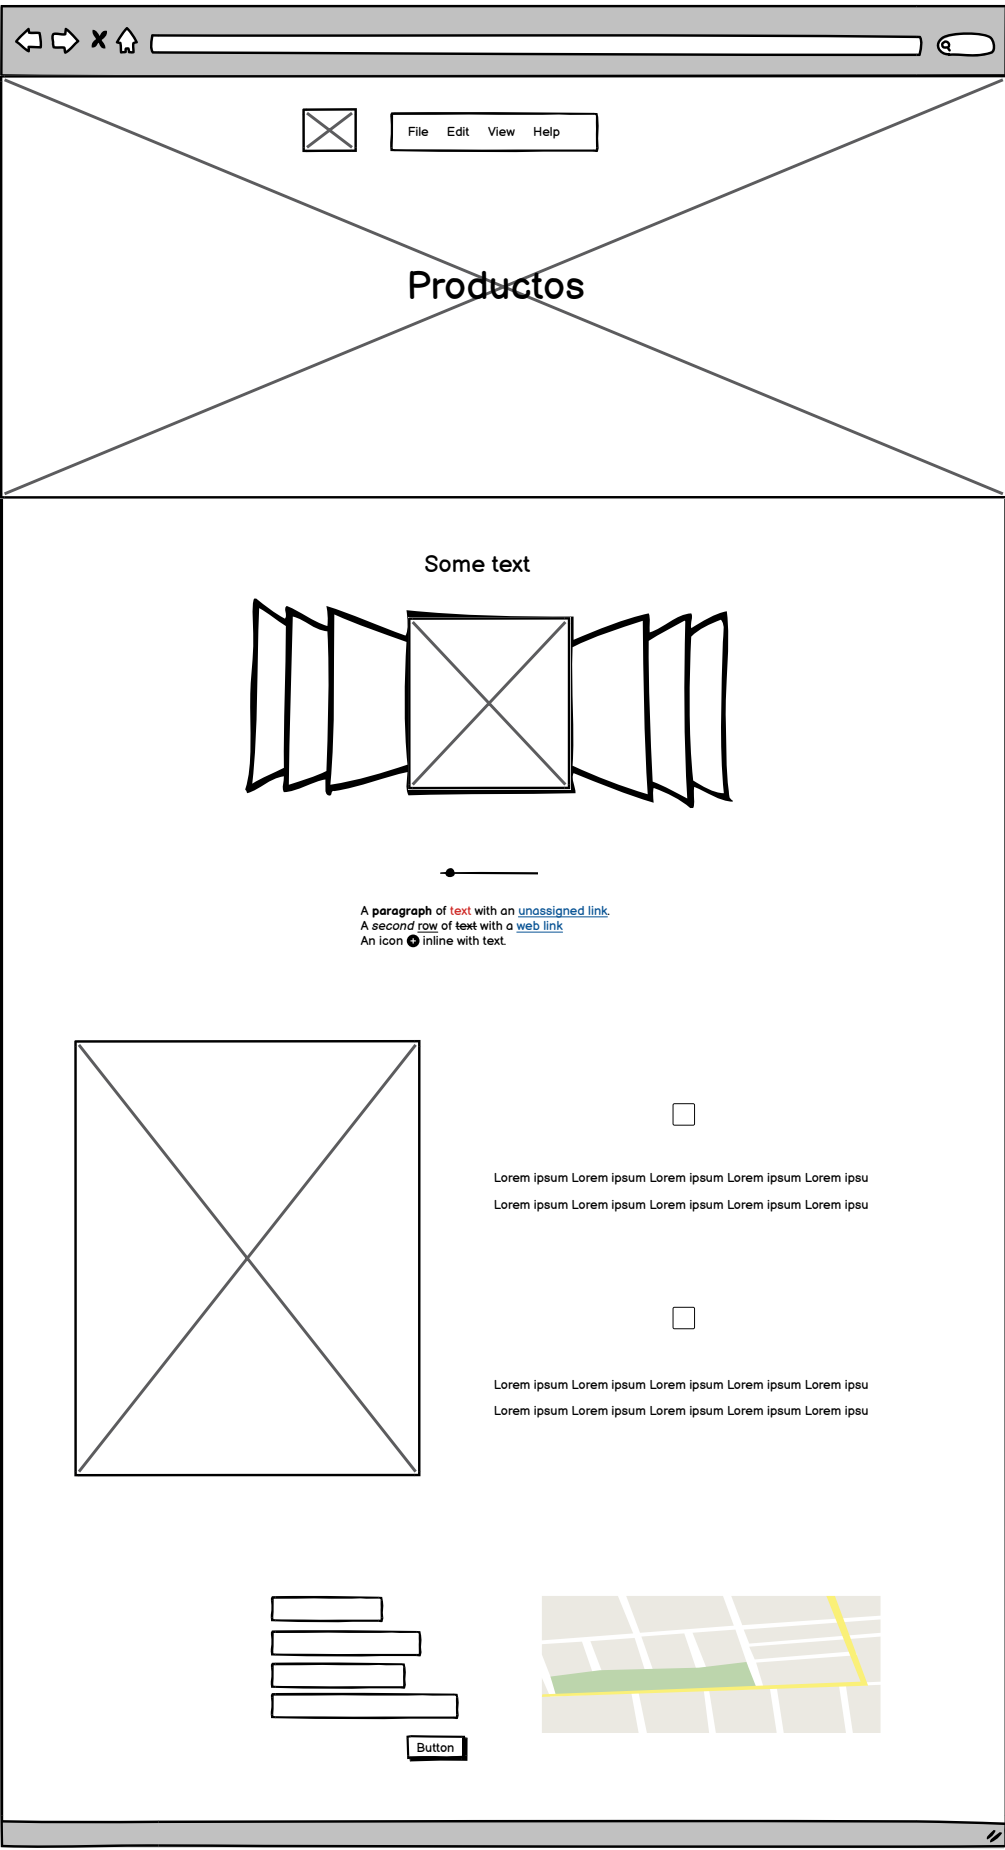 File Edit View Help
Productos
Some text
A paragraph of text with an unassigned link.
A second row of text with a web link
An icon inline with text.
Lorem ipsum Lorem ipsum Lorem ipsum Lorem ipsum Lorem ipsu
Lorem ipsum Lorem ipsum Lorem ipsum Lorem ipsum Lorem ipsu
Lorem ipsum Lorem ipsum Lorem ipsum Lorem ipsum Lorem ipsu
Lorem ipsum Lorem ipsum Lorem ipsum Lorem ipsum Lorem ipsu
Button